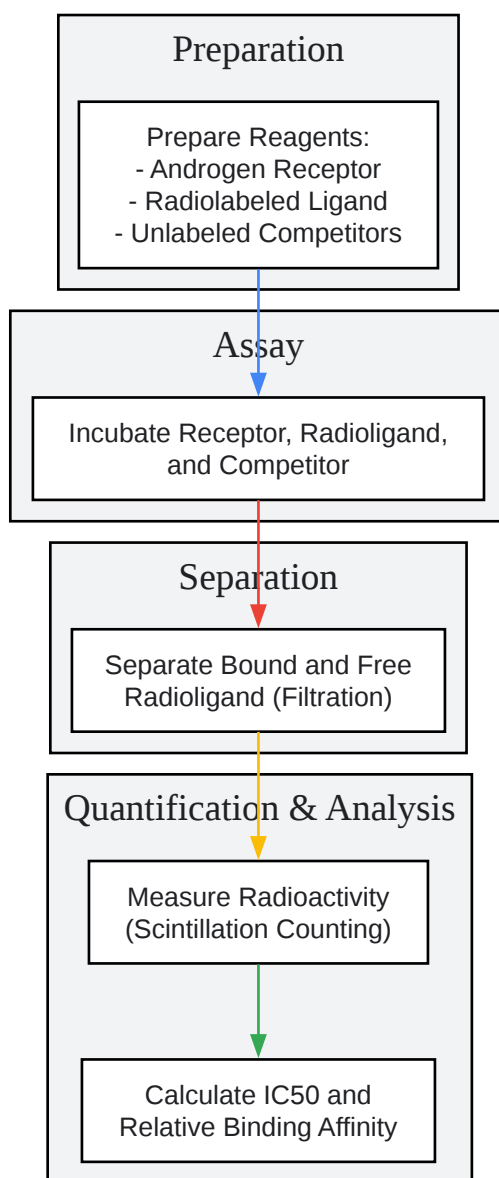 Preparation
Prepare Reagents:
- Androgen Receptor
- Radiolabeled Ligand
- Unlabeled Competitors
Assay
Incubate Receptor, Radioligand,
and Competitor
Separation
Separate Bound and Free
Radioligand (Filtration)
Quantification & Analysis
Measure Radioactivity
(Scintillation Counting)
Calculate IC50 and
Relative Binding Affinity